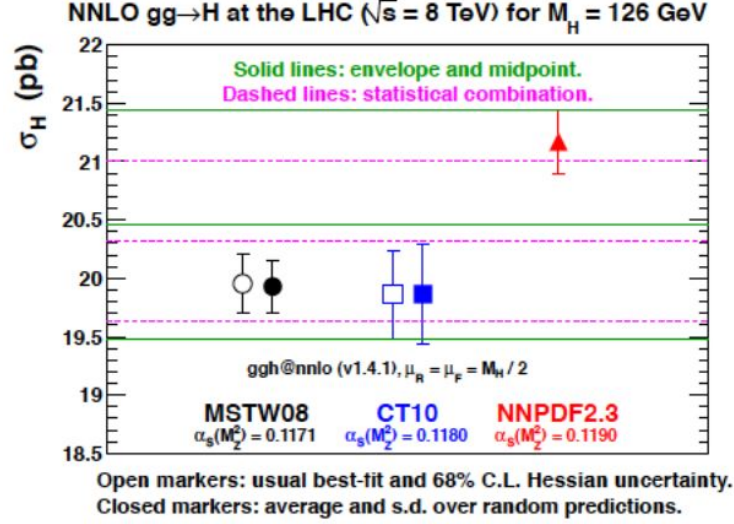 NNLO gg→H at the LHC (√s = 8 TeV) for M_H = 126 GeV
σ_H (pb)
22
Solid lines: envelope and midpoint.
Dashed lines: statistical combination.
21.5
21
20.5
20
19.5
ggh@nnlo (v1.4.1), μ_R = μ_F = M_H / 2
19
MSTW08 CT10 NNPDF2.3
α_s(M_Z^2) = 0.1171 α_s(M_Z^2) = 0.1180 α_s(M_Z^2) = 0.1190
18.5
Open markers: usual best-fit and 68% C.L. Hessian uncertainty.
Closed markers: average and s.d. over random predictions.